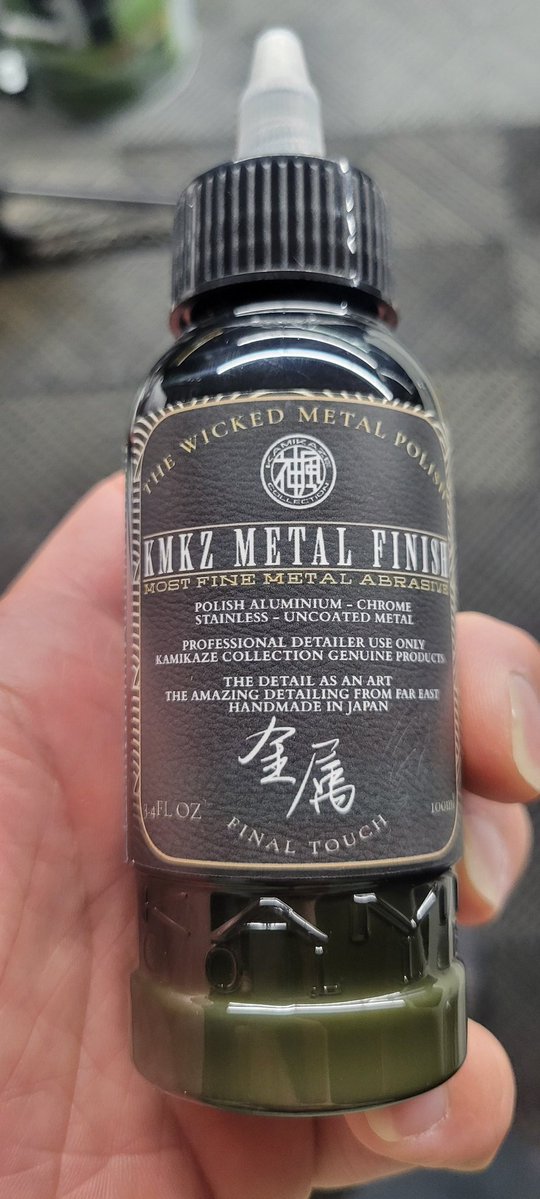 THE WICKED METAL POLISH
KAMIKAZE
COLLECTION
KMKZ METAL FINISH
MOST FINE METAL ABRASIVE
POLISH ALUMINIUM - CHROME
STAINLESS - UNCOATED METAL
PROFESSIONAL DETAILER USE ONLY
KAMIKAZE COLLECTION GENUINE PRODUCTS
THE DETAIL AS AN ART
THE AMAZING DETAILING FROM FAR EAST
HANDMADE IN JAPAN
金属
3.4FL OZ
100ml
FINAL TOUCH